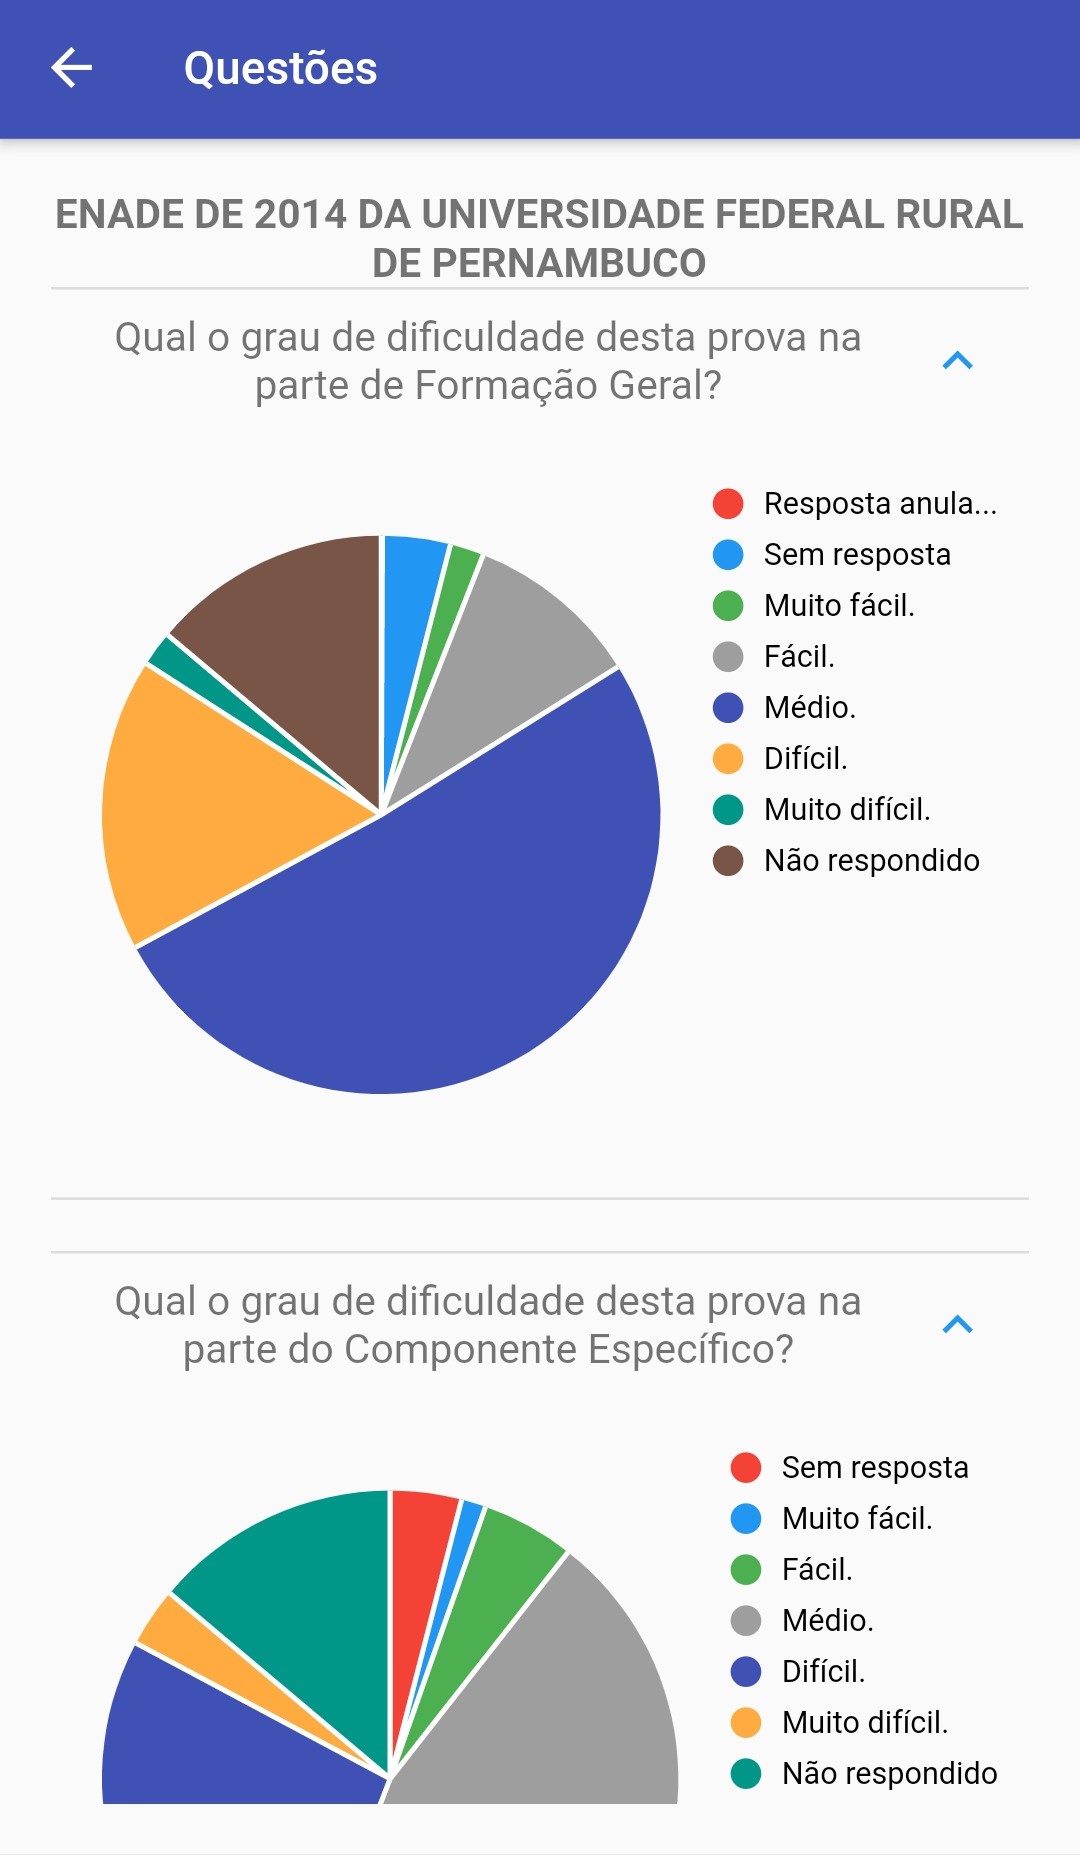 Questões
ENADE DE 2014 DA UNIVERSIDADE FEDERAL RURAL
DE PERNAMBUCO
Qual o grau de dificuldade desta prova na
parte de Formação Geral?
Resposta anula...
Sem resposta
Muito fácil.
Fácil.
Médio.
Difícil.
Muito difícil.
Não respondido
Qual o grau de dificuldade desta prova na
parte do Componente Específico?
Sem resposta
Muito fácil.
Fácil.
Médio.
Difícil.
Muito difícil.
Não respondido